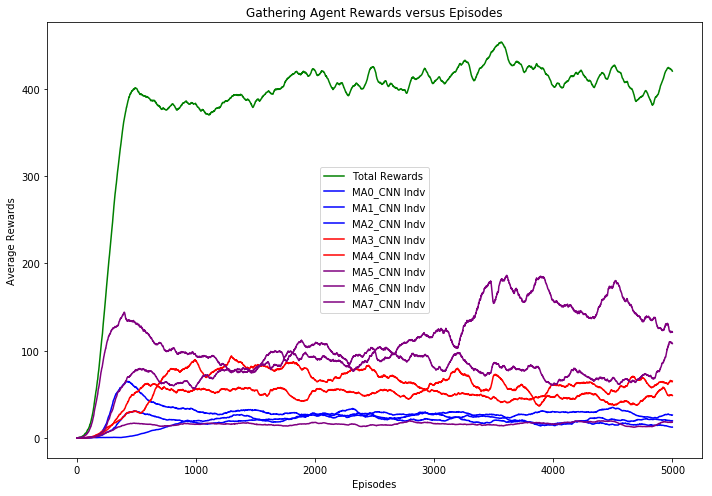 Gathering Agent Rewards versus Episodes
Average Rewards
400
300
200
100
0
Total Rewards
MA0_CNN Indv
MA1_CNN Indv
MA2_CNN Indv
MA3_CNN Indv
MA4_CNN Indv
MA5_CNN Indv
MA6_CNN Indv
MA7_CNN Indv
0 1000 2000 3000 4000 5000
Episodes